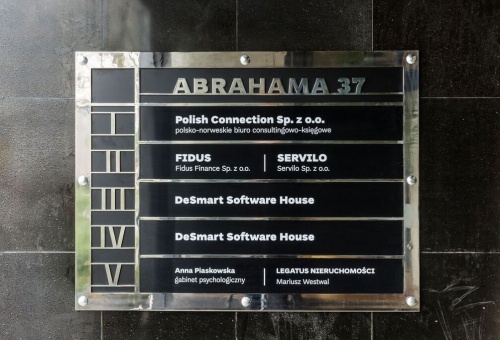 ABRAHAMA 37
I
Polish Connection Sp. z o.o.
polsko-norweskie biuro consultingowo-księgowe
II
FIDUS
Fidus Finance Sp. z o.o.
SERVILO
Servilo Sp. z o.o.
III
DeSmart Software House
IV
DeSmart Software House
V
Anna Piaskowska
gabinet psychologiczny
LEGATUS NIERUCHOMOŚCI
Mariusz Westwal